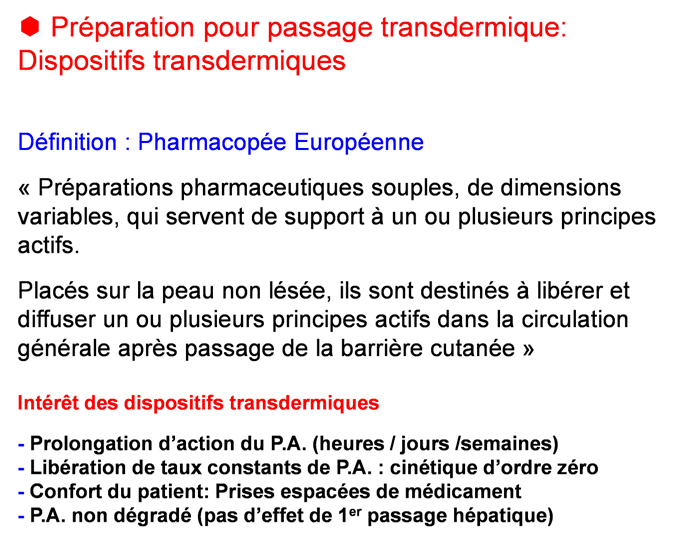 Préparation pour passage transdermique:
Dispositifs transdermiques
Définition : Pharmacopée Européenne
« Préparations pharmaceutiques souples, de dimensions
variables, qui servent de support à un ou plusieurs principes
actifs.
Placés sur la peau non lésée, ils sont destinés à libérer et
diffuser un ou plusieurs principes actifs dans la circulation
générale après passage de la barrière cutanée »
Intérêt des dispositifs transdermiques
- Prolongation d’action du P.A. (heures / jours /semaines)
- Libération de taux constants de P.A. : cinétique d’ordre zéro
- Confort du patient: Prises espacées de médicament
- P.A. non dégradé (pas d’effet de 1er passage hépatique)